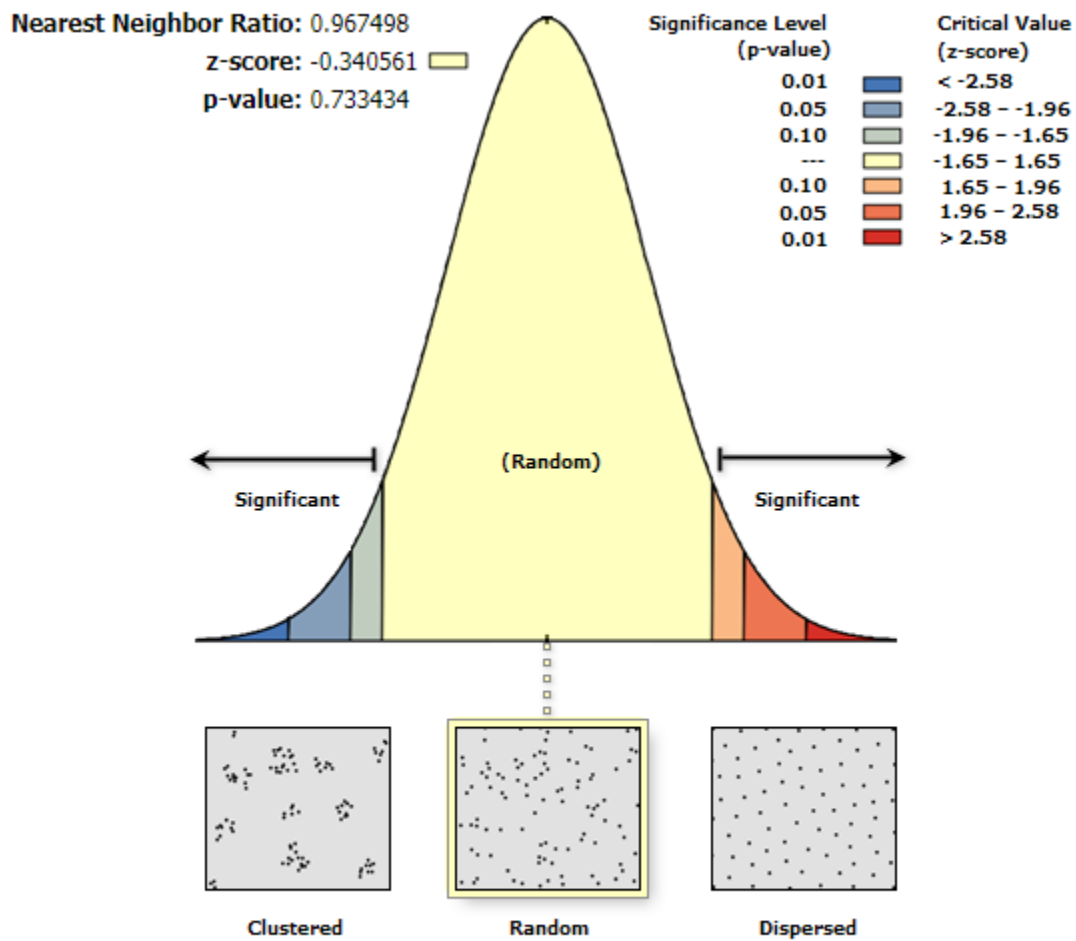 Nearest Neighbor Ratio: 0.967498
z-score: -0.340561
p-value: 0.733434
Significance Level
(p-value)
Critical Value
(z-score)
0.01 < -2.58
0.05 -2.58 – -1.96
0.10 -1.96 – -1.65
--- -1.65 – 1.65
0.10 1.65 – 1.96
0.05 1.96 – 2.58
0.01 > 2.58
(Random)
Significant
Significant
Clustered
Random
Dispersed